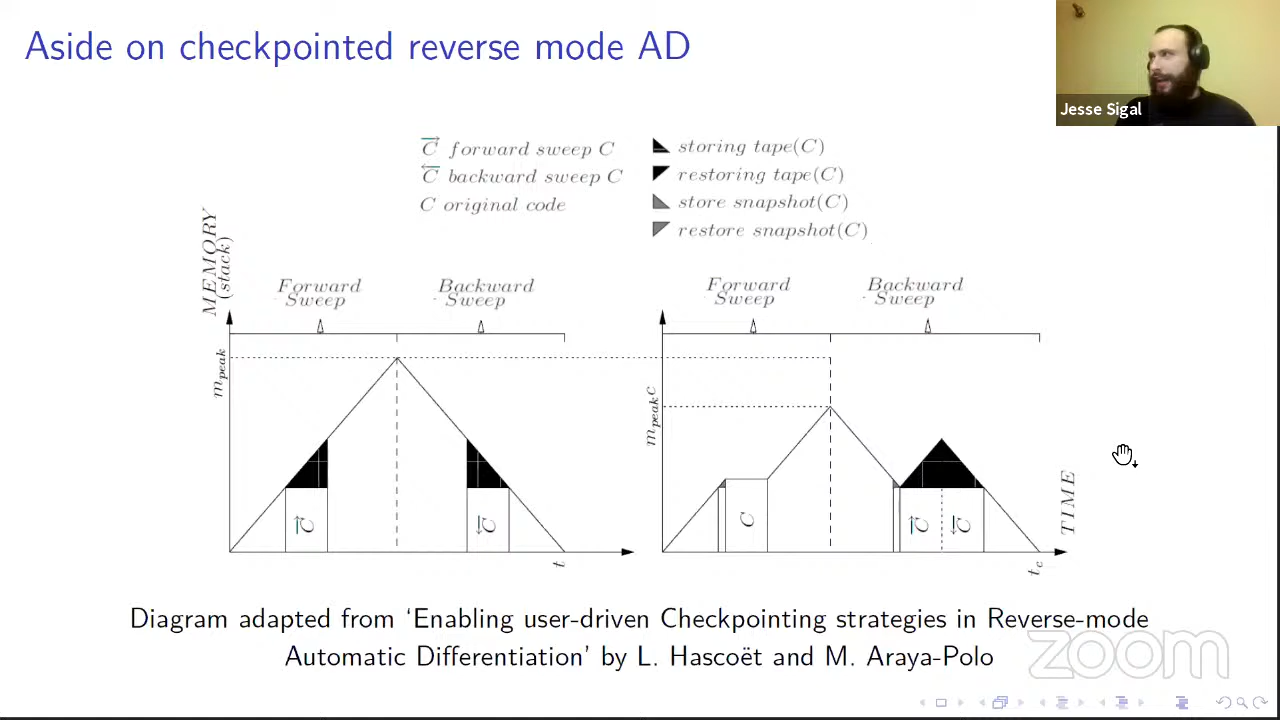 Aside on checkpointed reverse mode AD
Jesse Sigal
C forward sweep C
C backward sweep C
C original code
storing tape(C)
restoring tape(C)
store snapshot(C)
restore snapshot(C)
MEMORY
(stack)
Forward
Sweep
Backward
Sweep
Forward
Sweep
Backward
Sweep
m_peak
m_peak^C
C
C
C
C
C
t
t_c
TIME
Diagram adapted from ‘Enabling user-driven Checkpointing strategies in Reverse-mode
Automatic Differentiation’ by L. Hascoët and M. Araya-Polo
zoom